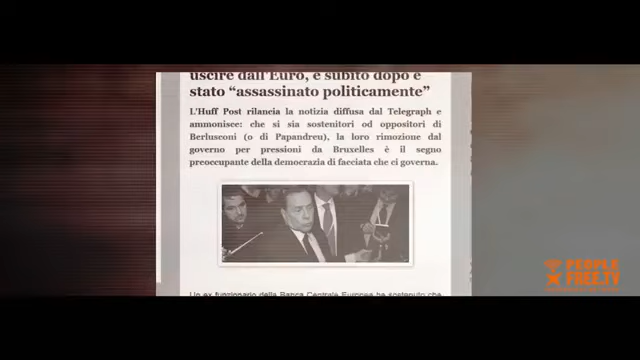 uscire dall'Euro, e subito dopo è
stato “assassinato politicamente”
L'Huff Post rilancia la notizia diffusa dal Telegraph e
ammonisce: che si sia sostenitori od oppositori di
Berlusconi (o di Papandreu), la loro rimozione dal
governo per pressioni da Bruxelles è il segno
preoccupante della democrazia di facciata che ci governa.
Un ex funzionario della Banca Centrale Europea ha sostenuto che
PEOPLE
FREE.TV